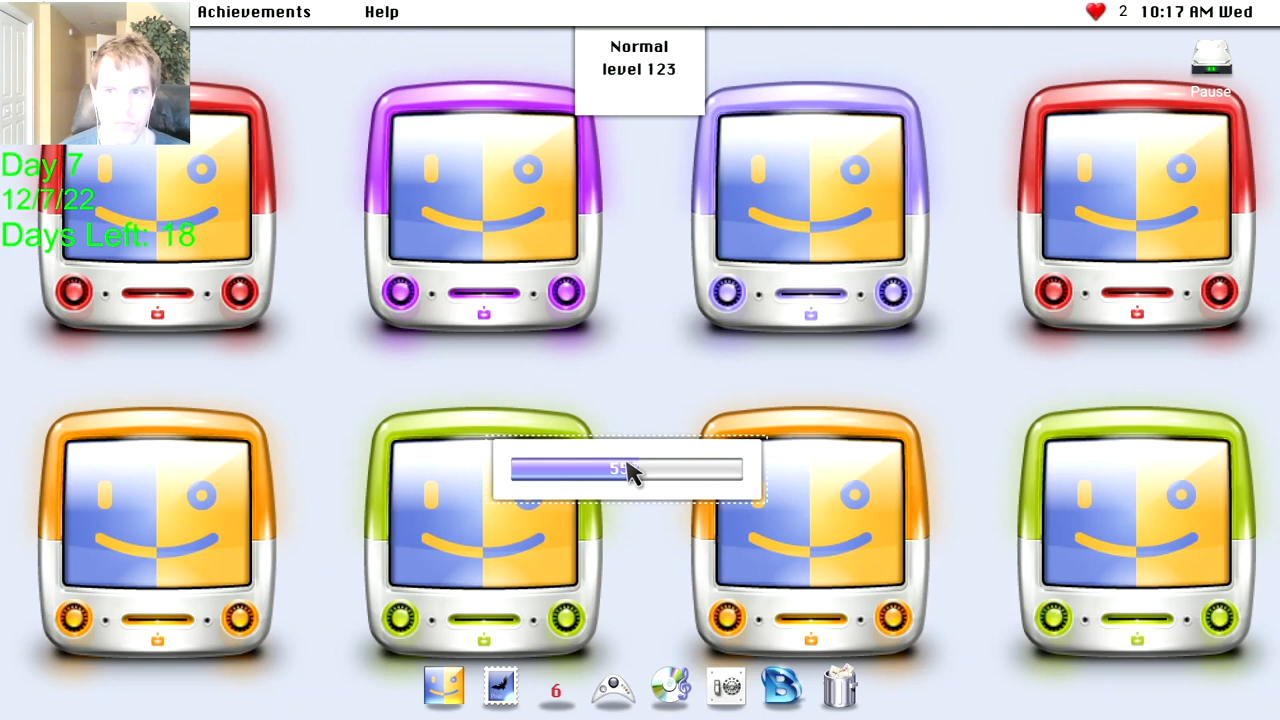 Achievements Help 2 10:17 AM Wed
Normal
level 123
Pause
Day 7
12/7/22
Days Left: 18
6